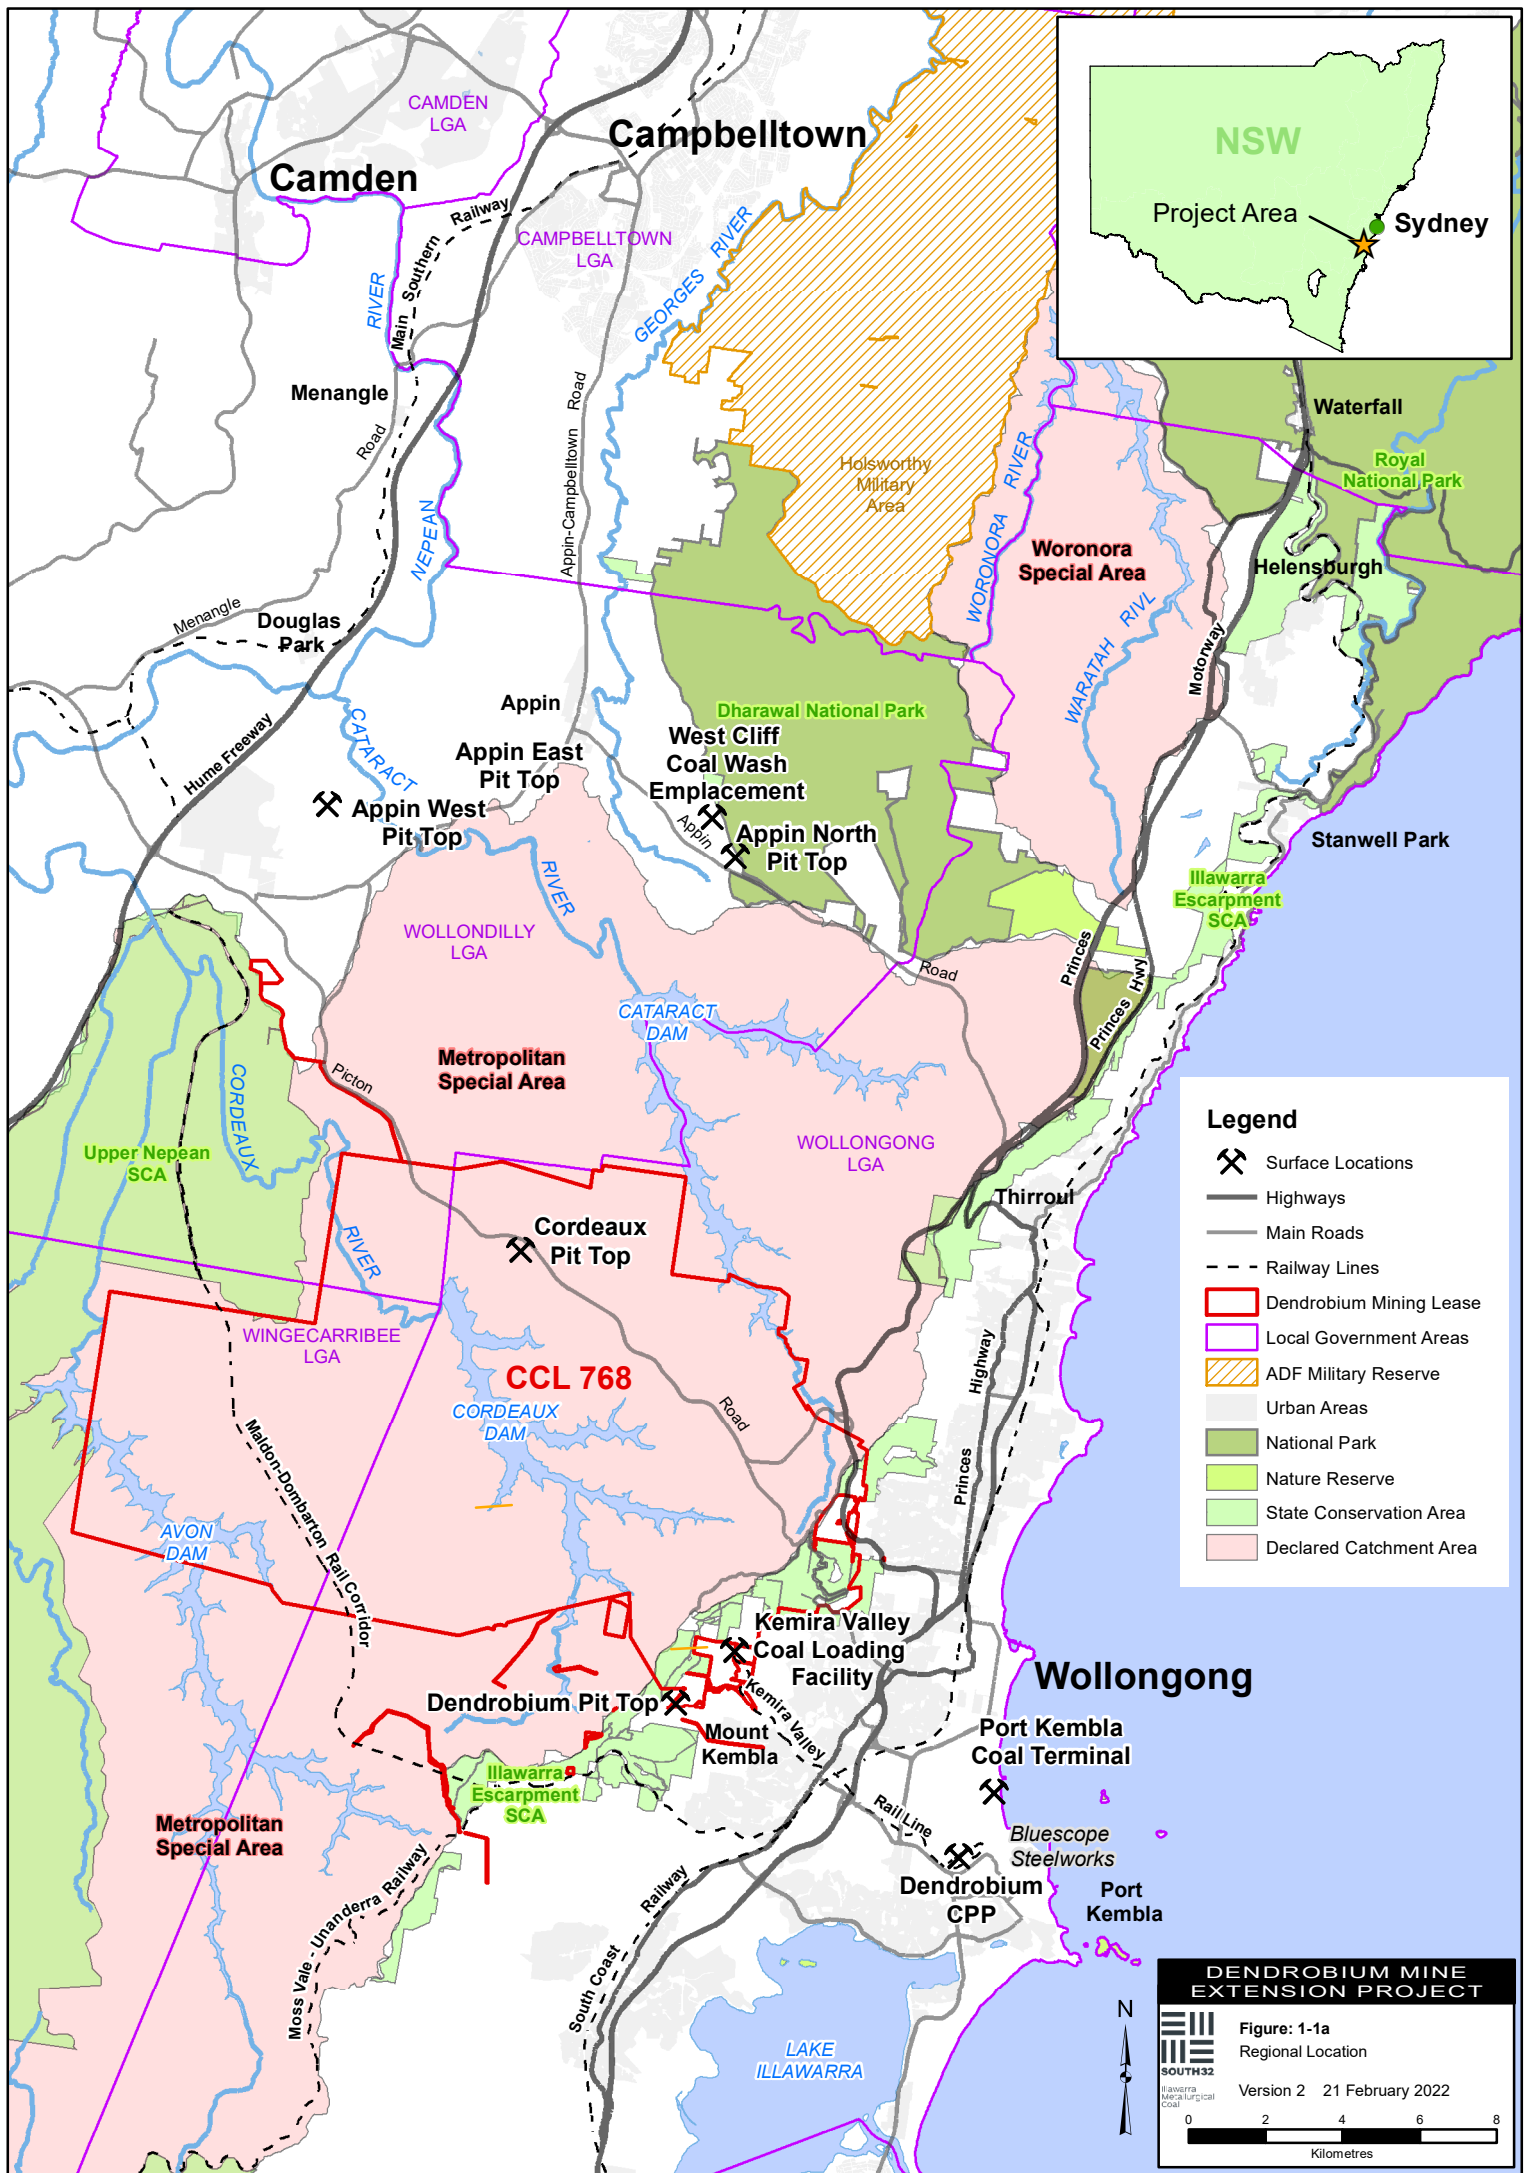 CAMDEN
LGA
Campbelltown
Camden
NSW
Project Area
Sydney
Main Southern Railway
CAMPBELLTOWN
LGA
GEORGES RIVER
RIVER
Menangle
Road
Appin-Campbelltown Road
NEPEAN
Holsworthy
Military
Area
WORONORA RIVER
Waterfall
Royal
National Park
Woronora
Special Area
Helensburgh
Menangle
Douglas
Park
WARATAH RIVL
Motorway
Hume Freeway
CATARACT
Appin
Dharawal National Park
Appin East
Pit Top
West Cliff
Coal Wash
Emplacement
Appin West
Pit Top
Appin
Appin North
Pit Top
Stanwell Park
RIVER
Illawarra
Escarpment
SCA
WOLLONDILLY
LGA
Princes
Road
Princes Hwy
CATARACT
DAM
Metropolitan
Special Area
Picton
CORDEAUX
Upper Nepean
SCA
WOLLONGONG
LGA
Thirroul
RIVER
Cordeaux
Pit Top
WINGECARRIBEE
LGA
CCL 768
CORDEAUX
DAM
Road
Highway
Princes
Maldon-Dombarton Rail Corridor
AVON
DAM
Legend
Surface Locations
Highways
Main Roads
Railway Lines
Dendrobium Mining Lease
Local Government Areas
ADF Military Reserve
Urban Areas
National Park
Nature Reserve
State Conservation Area
Declared Catchment Area
Kemira Valley
Coal Loading
Facility
Wollongong
Dendrobium Pit Top
Kemira Valley
Mount
Kembla
Port Kembla
Coal Terminal
Illawarra
Escarpment
SCA
Rail Line
Metropolitan
Special Area
Bluescope
Steelworks
Dendrobium
CPP
Port
Kembla
Moss Vale - Unanderra Railway
South Coast Railway
LAKE
ILLAWARRA
N
DENDROBIUM MINE
EXTENSION PROJECT
SOUTH32
Illawarra
Metallurgical
Coal
Figure: 1-1a
Regional Location
Version 2 21 February 2022
0 2 4 6 8
Kilometres